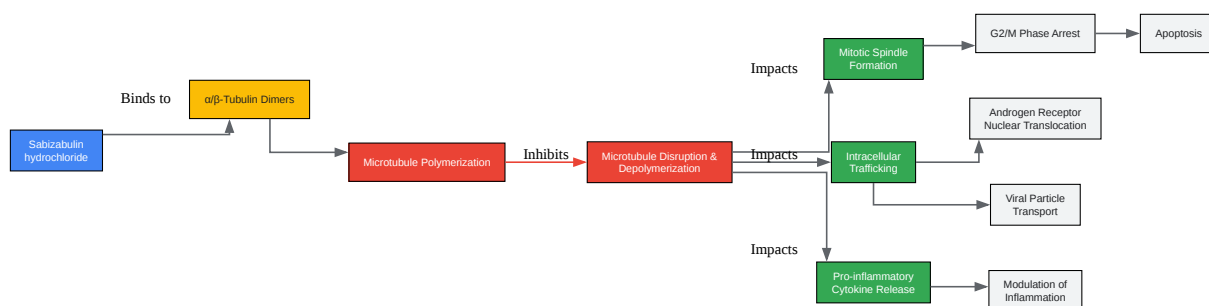 Sabizabulin
hydrochloride
Binds to
α/β-Tubulin Dimers
Microtubule Polymerization
Inhibits
Microtubule Disruption &
Depolymerization
Impacts
Mitotic Spindle
Formation
G2/M Phase Arrest
Apoptosis
Impacts
Intracellular
Trafficking
Androgen Receptor
Nuclear Translocation
Viral Particle
Transport
Impacts
Pro-inflammatory
Cytokine Release
Modulation of
Inflammation